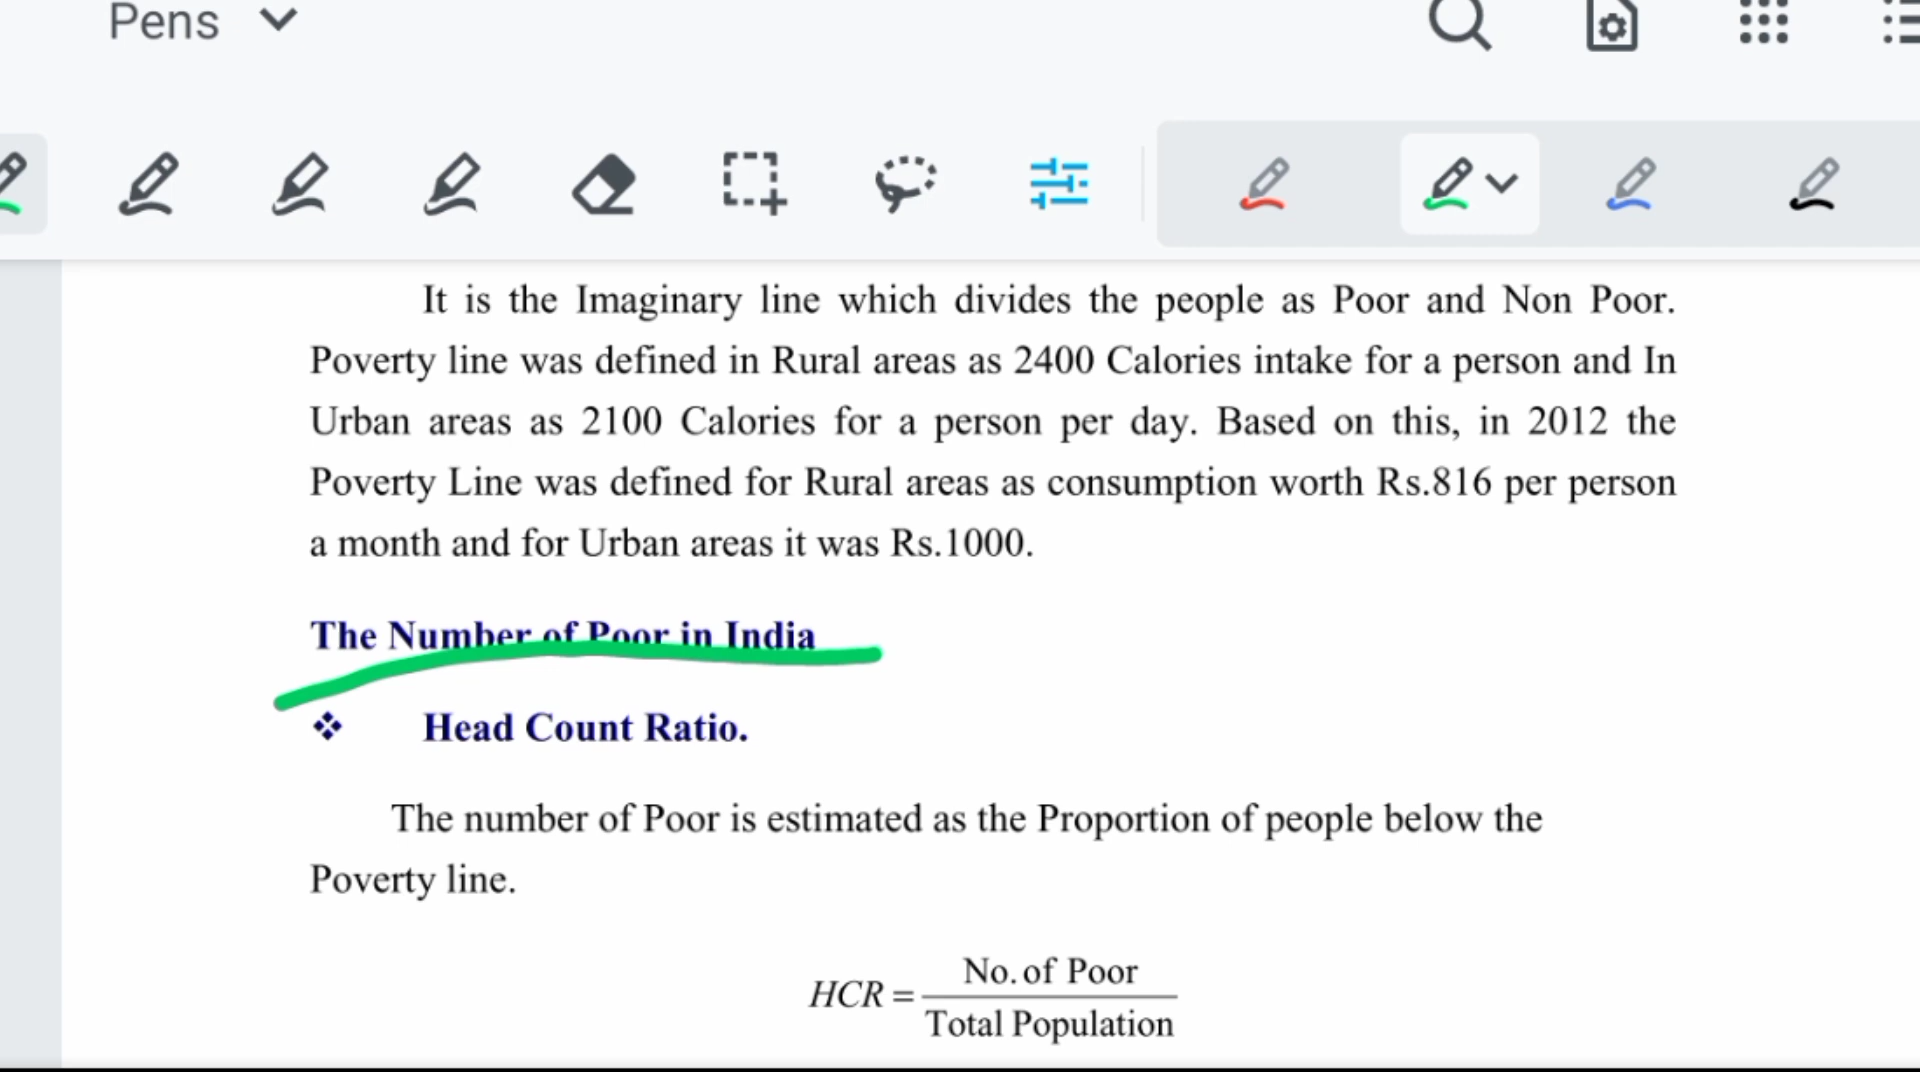 Pens
It is the Imaginary line which divides the people as Poor and Non Poor.
Poverty line was defined in Rural areas as 2400 Calories intake for a person and In
Urban areas as 2100 Calories for a person per day. Based on this, in 2012 the
Poverty Line was defined for Rural areas as consumption worth Rs.816 per person
a month and for Urban areas it was Rs.1000.
The Number of Poor in India
❖ Head Count Ratio.
The number of Poor is estimated as the Proportion of people below the
Poverty line.
HCR = No. of Poor
Total Population